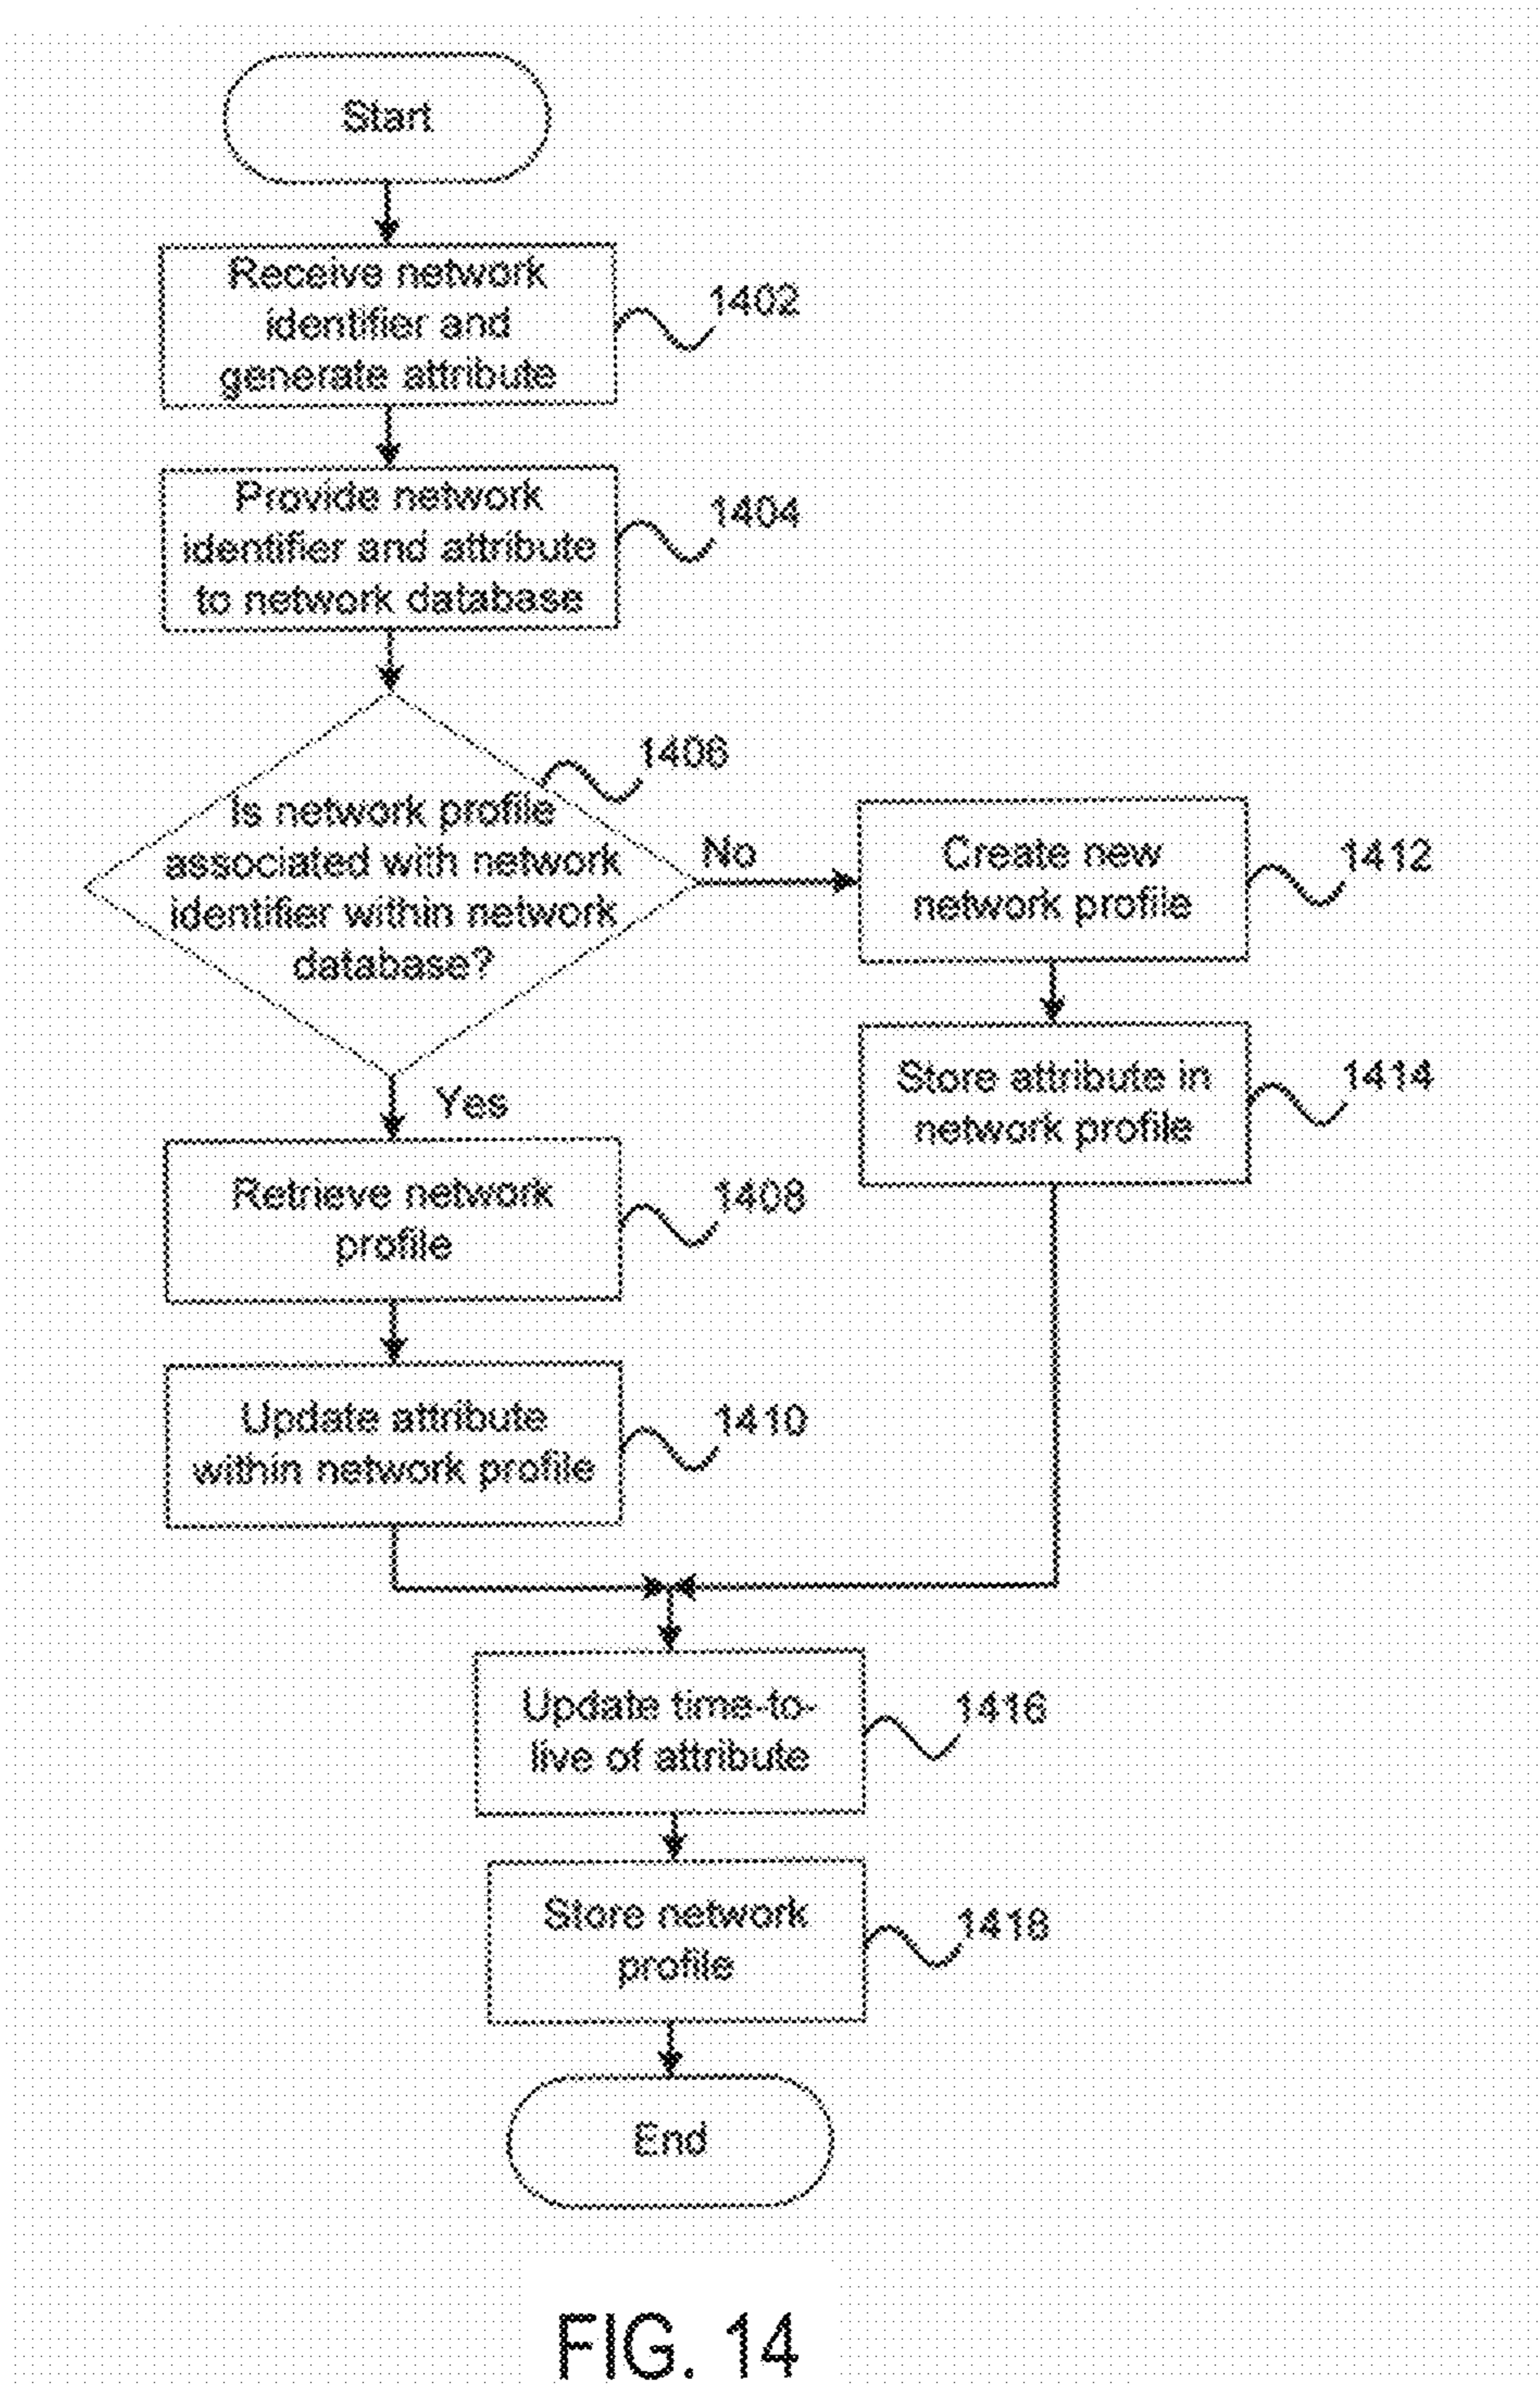 Start
Receive network
identifier and
generate attribute
1402
Provide network
identifier and attribute
to network database
1404
1406
Is network profile
associated with network
identifier within network
database?
No
Create new
network profile
1412
Store attribute in
network profile
1414
Yes
Retrieve network
profile
1408
Update attribute
within network profile
1410
Update time-to-
live of attribute
1416
Store network
profile
1418
End
FIG. 14